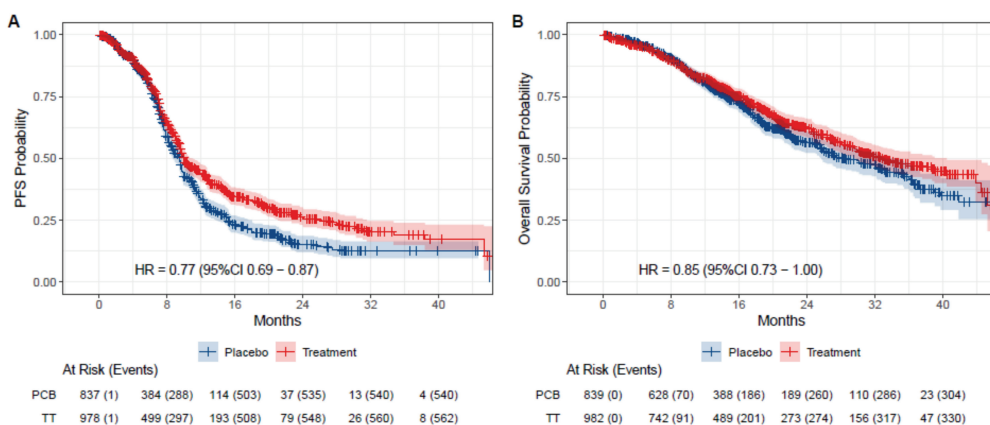 A
PFS Probability
1.00
0.75
0.50
0.25
0.00
HR = 0.77 (95%CI 0.69 – 0.87)
0 8 16 24 32 40
Months
Placebo Treatment
At Risk (Events)
PCB 837 (1) 384 (288) 114 (503) 37 (535) 13 (540) 4 (540)
TT 978 (1) 499 (297) 193 (508) 79 (548) 26 (560) 8 (562)
B
Overall Survival Probability
1.00
0.75
0.50
0.25
0.00
HR = 0.85 (95%CI 0.73 – 1.00)
0 8 16 24 32 40
Months
Placebo Treatment
At Risk (Events)
PCB 839 (0) 628 (70) 388 (186) 189 (260) 110 (286) 23 (304)
TT 982 (0) 742 (91) 489 (201) 273 (274) 156 (317) 47 (330)